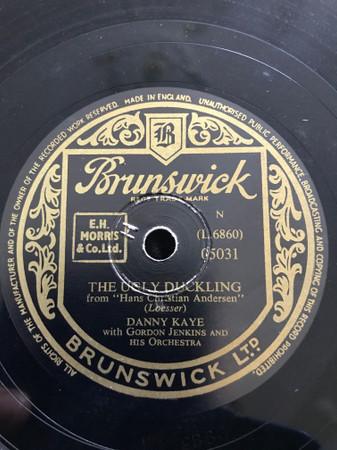 ALL RIGHTS OF THE MANUFACTURER AND OF THE OWNER OF THE RECORDED WORK RESERVED. MADE IN ENGLAND. UNAUTHORISED PUBLIC PERFORMANCE BROADCASTING AND COPYING OF THIS RECORD PROHIBITED.
B
Brunswick
REGD TRADE MARK
E.H.
MORRIS
& Co. Ltd.
N
(L.6860)
05031
THE UGLY DUCKLING
from "Hans Christian Andersen"
(Loesser)
DANNY KAYE
with GORDON JENKINS AND
HIS ORCHESTRA
BRUNSWICK LTD.